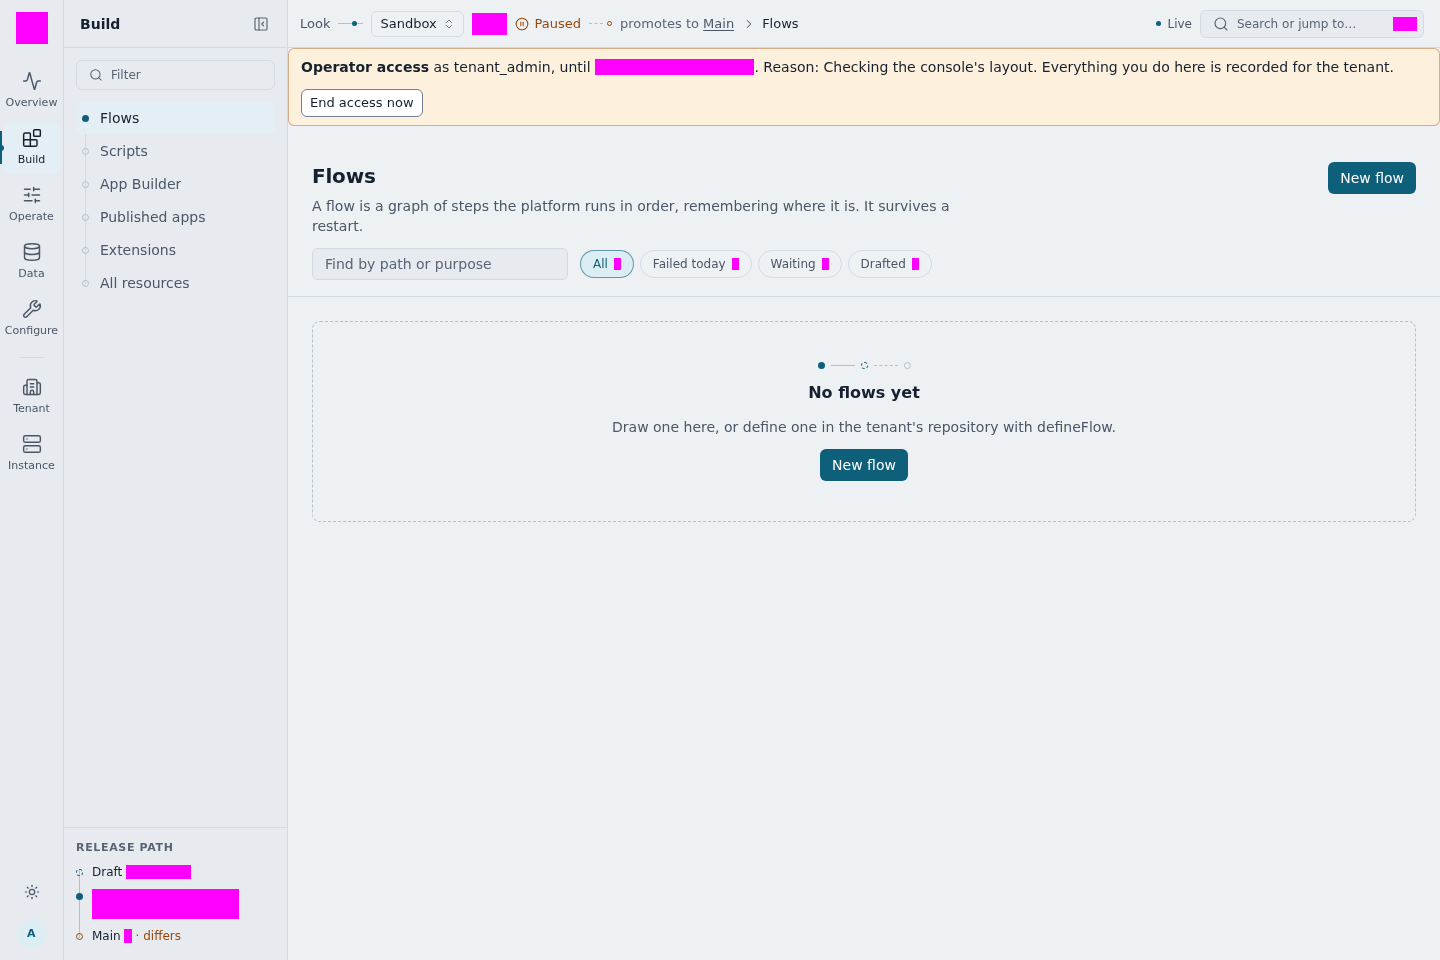 Build
Look
Sandbox
Paused
promotes to Main
Flows
Live
Search or jump to…
Operator access as tenant_admin, until . Reason: Checking the console's layout. Everything you do here is recorded for the tenant.
End access now
Overview
Build
Operate
Data
Configure
Tenant
Instance
A
Filter
Flows
Scripts
App Builder
Published apps
Extensions
All resources
RELEASE PATH
Draft
Main · differs
Flows
New flow
A flow is a graph of steps the platform runs in order, remembering where it is. It survives a
restart.
Find by path or purpose
All
Failed today
Waiting
Drafted
No flows yet
Draw one here, or define one in the tenant's repository with defineFlow.
New flow